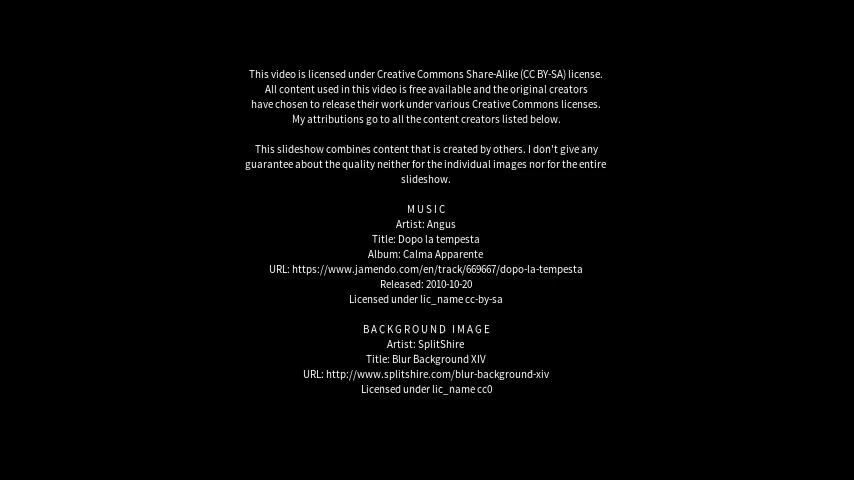 This video is licensed under Creative Commons Share-Alike (CC BY-SA) license.
All content used in this video is free available and the original creators
have chosen to release their work under various Creative Commons licenses.
My attributions go to all the content creators listed below.
This slideshow combines content that is created by others. I don't give any
guarantee about the quality neither for the individual images nor for the entire
slideshow.
MUSIC
Artist: Angus
Title: Dopo la tempesta
Album: Calma Apparente
URL: https://www.jamendo.com/en/track/669667/dopo-la-tempesta
Released: 2010-10-20
Licensed under lic_name cc-by-sa
BACKGROUND IMAGE
Artist: SplitShire
Title: Blur Background XIV
URL: http://www.splitshire.com/blur-background-xiv
Licensed under lic_name cc0